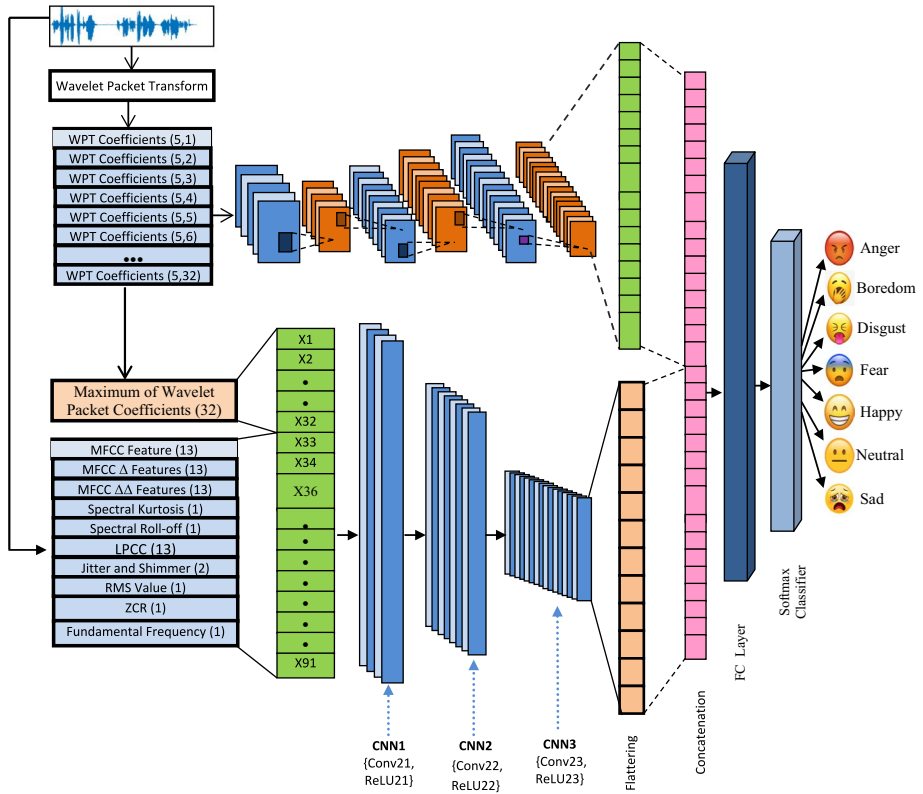 Wavelet Packet Transform
WPT Coefficients (5,1)
WPT Coefficients (5,2)
WPT Coefficients (5,3)
WPT Coefficients (5,4)
WPT Coefficients (5,5)
WPT Coefficients (5,6)
•••
WPT Coefficients (5,32)
Maximum of Wavelet
Packet Coefficients (32)
MFCC Feature (13)
MFCC Δ Features (13)
MFCC ΔΔ Features (13)
Spectral Kurtosis (1)
Spectral Roll-off (1)
LPCC (13)
Jitter and Shimmer (2)
RMS Value (1)
ZCR (1)
Fundamental Frequency (1)
X1
X2
•
•
X32
X33
X34
X36
•
•
•
•
•
•
X91
CNN1
{Conv21,
ReLU21}
CNN2
{Conv22,
ReLU22}
CNN3
{Conv23,
ReLU23}
Flattering
Concatenation
FC Layer
Softmax
Classifier
Anger
Boredom
Disgust
Fear
Happy
Neutral
Sad